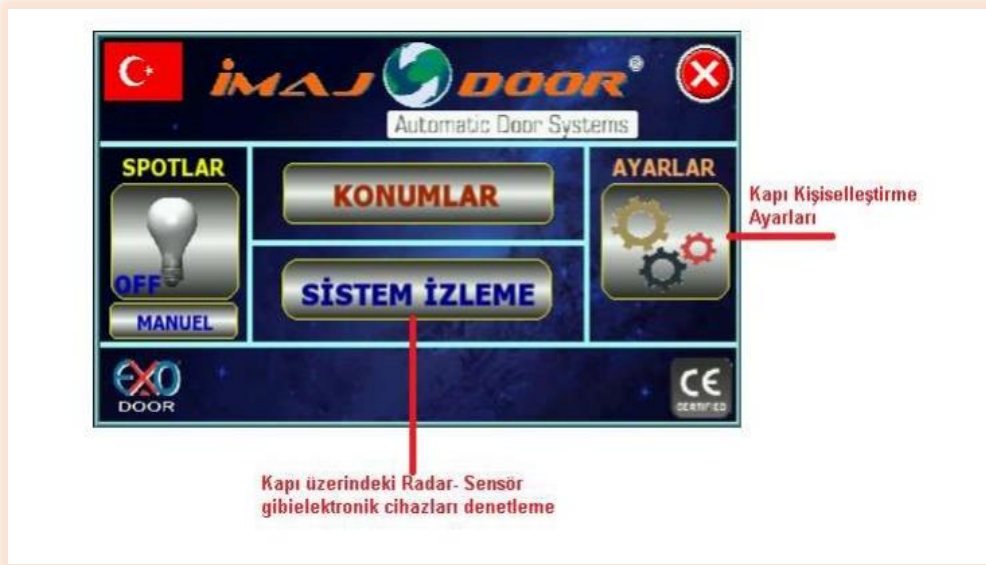 İMAJ DOOR®
Automatic Door Systems
SPOTLAR
KONUMLAR
AYARLAR
Kapı Kişiselleştirme
Ayarları
OFF
SİSTEM İZLEME
MANUEL
EXO
DOOR
CE
CERTIFIED
Kapı üzerindeki Radar- Sensör
gibielektronik cihazları denetleme